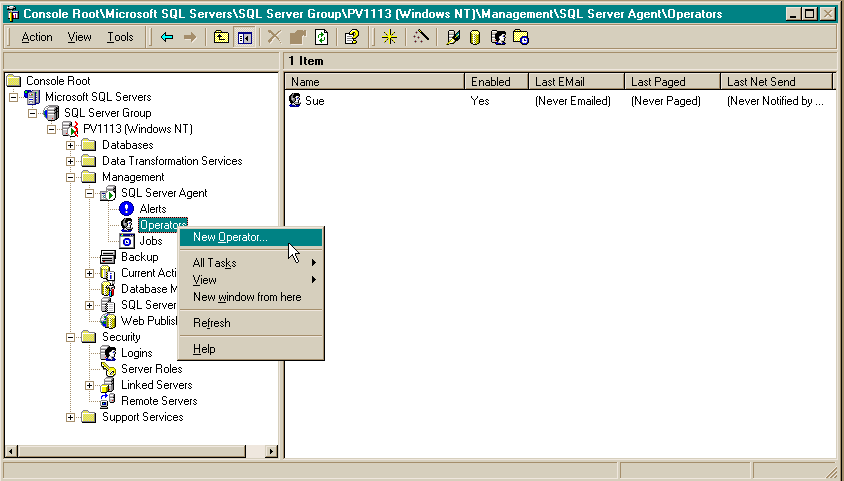 Console Root\Microsoft SQL Servers\SQL Server Group\PV1113 (Windows NT)\Management\SQL Server Agent\Operators
Action View Tools
1 Item
Console Root
Microsoft SQL Servers
SQL Server Group
PV1113 (Windows NT)
Databases
Data Transformation Services
Management
SQL Server Agent
Alerts
Operators
Jobs
Backup
Current Acti
Database M
SQL Server
Web Publis
Security
Logins
Server Roles
Linked Servers
Remote Servers
Support Services
New Operator...
All Tasks
View
New window from here
Refresh
Help
Name Enabled Last EMail Last Paged Last Net Send
Sue Yes (Never Emailed) (Never Paged) (Never Notified by ...